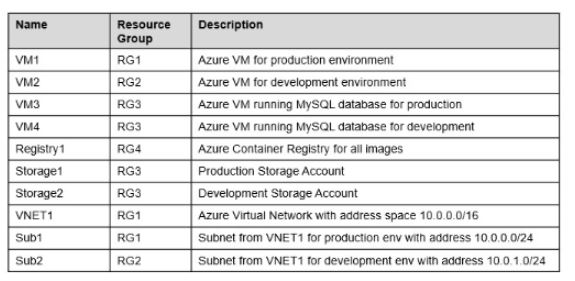 Name Resource Group Description
VM1 RG1 Azure VM for production environment
VM2 RG2 Azure VM for development environment
VM3 RG3 Azure VM running MySQL database for production
VM4 RG3 Azure VM running MySQL database for development
Registry1 RG4 Azure Container Registry for all images
Storage1 RG3 Production Storage Account
Storage2 RG3 Development Storage Account
VNET1 RG1 Azure Virtual Network with address space 10.0.0.0/16
Sub1 RG1 Subnet from VNET1 for production env with address 10.0.0.0/24
Sub2 RG2 Subnet from VNET1 for development env with address 10.0.1.0/24